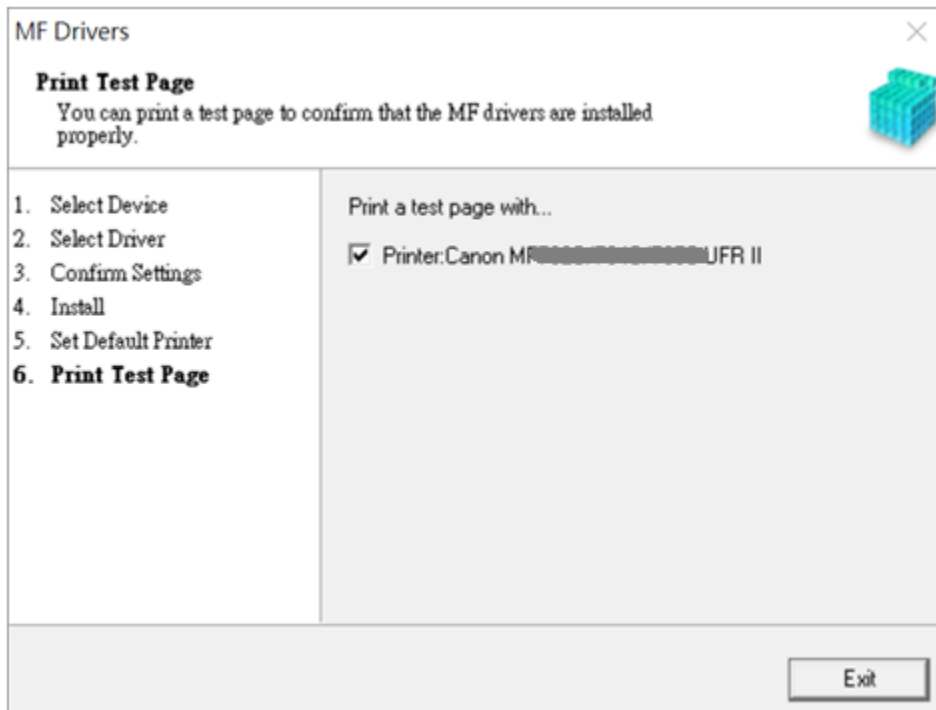 MF Drivers
Print Test Page
You can print a test page to confirm that the MF drivers are installed
properly.
1. Select Device
2. Select Driver
3. Confirm Settings
4. Install
5. Set Default Printer
6. Print Test Page
Print a test page with...
Printer:Canon MF UFR II
Exit